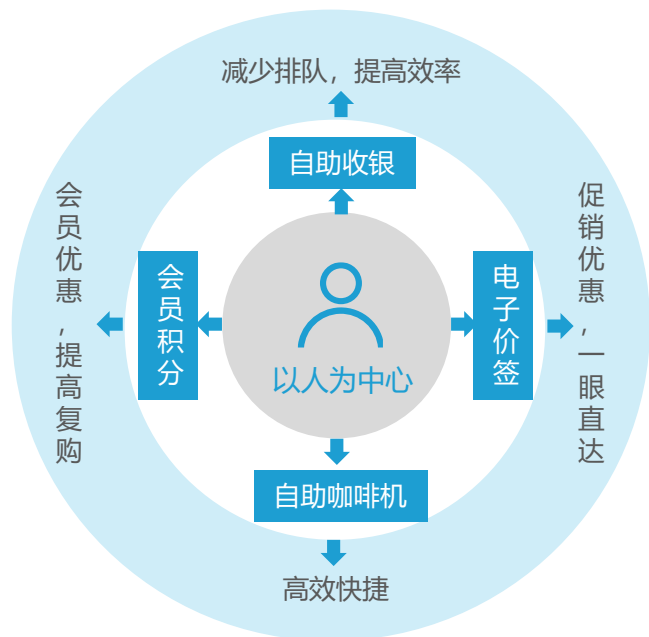 减少排队，提高效率
自助收银
会员优惠，提高复购
会员积分
以人为中心
电子价签
促销优惠，一眼直达
自助咖啡机
高效快捷